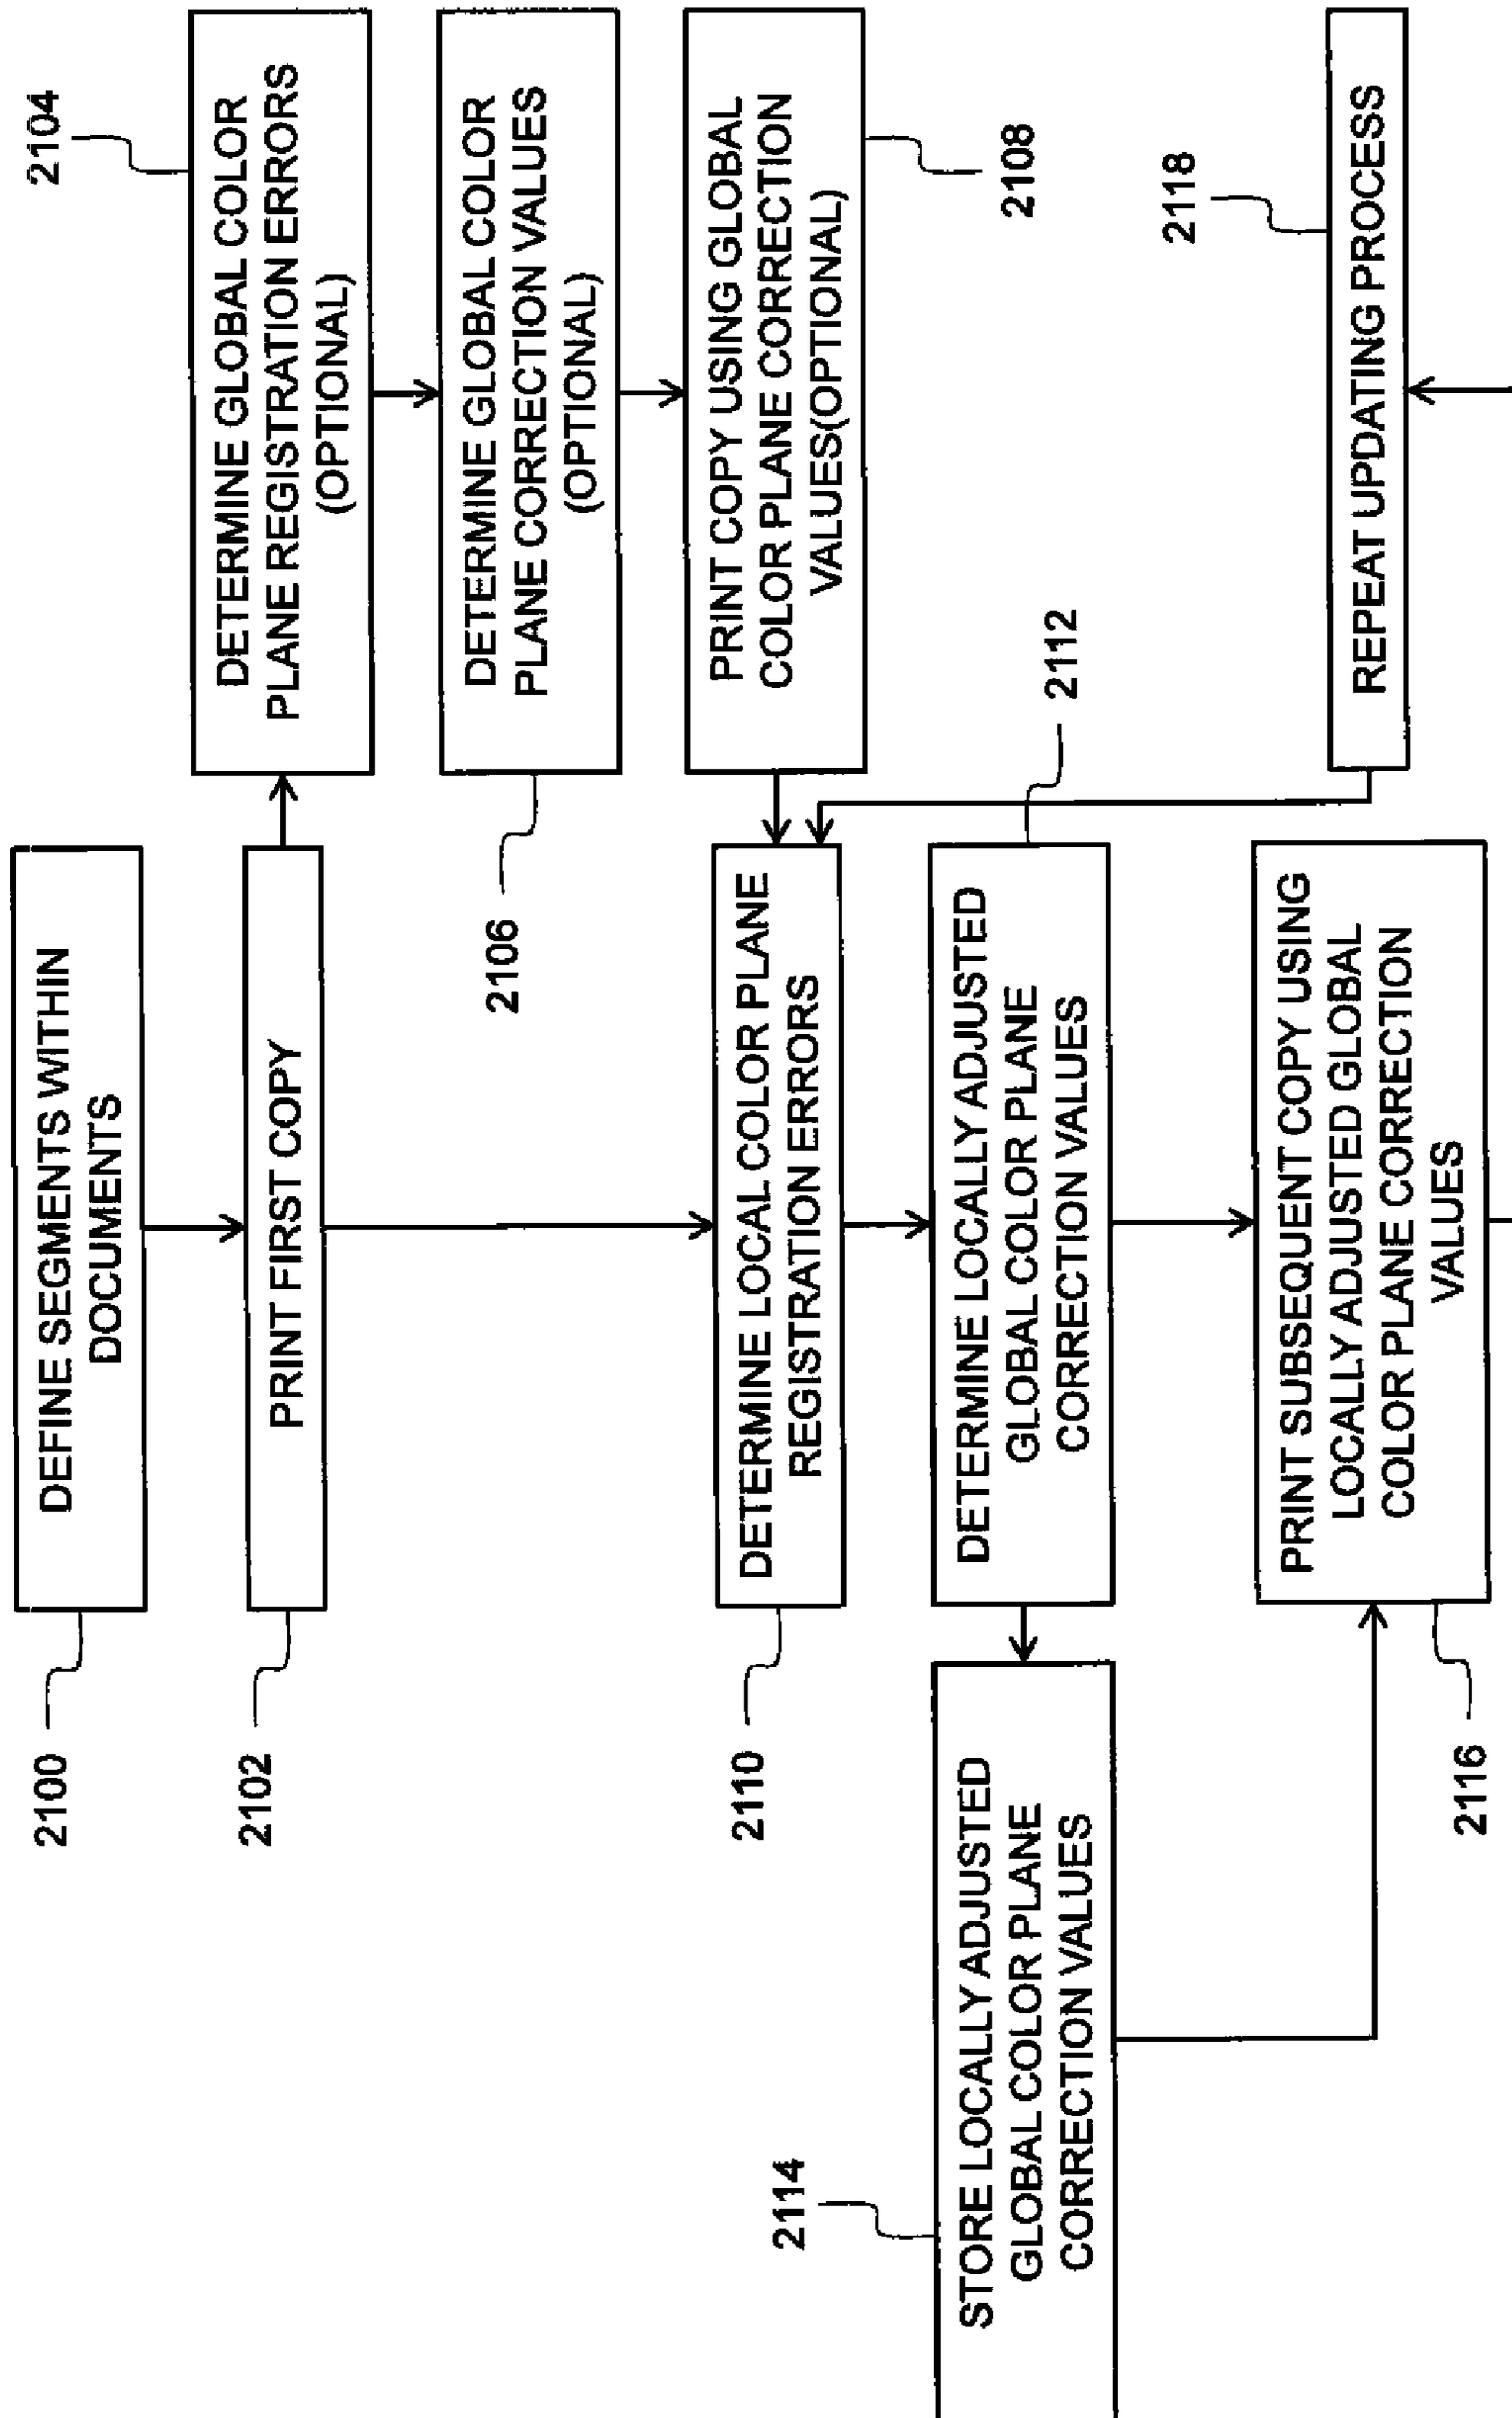 2100
DEFINE SEGMENTS WITHIN
DOCUMENTS
2102
PRINT FIRST COPY
2104
DETERMINE GLOBAL COLOR
PLANE REGISTRATION ERRORS
(OPTIONAL)
2106
DETERMINE GLOBAL COLOR
PLANE CORRECTION VALUES
(OPTIONAL)
PRINT COPY USING GLOBAL
COLOR PLANE CORRECTION
VALUES(OPTIONAL)
2108
2110
DETERMINE LOCAL COLOR PLANE
REGISTRATION ERRORS
2112
DETERMINE LOCALLY ADJUSTED
GLOBAL COLOR PLANE
CORRECTION VALUES
2114
STORE LOCALLY ADJUSTED
GLOBAL COLOR PLANE
CORRECTION VALUES
PRINT SUBSEQUENT COPY USING
LOCALLY ADJUSTED GLOBAL
COLOR PLANE CORRECTION
VALUES
2116
2118
REPEAT UPDATING PROCESS